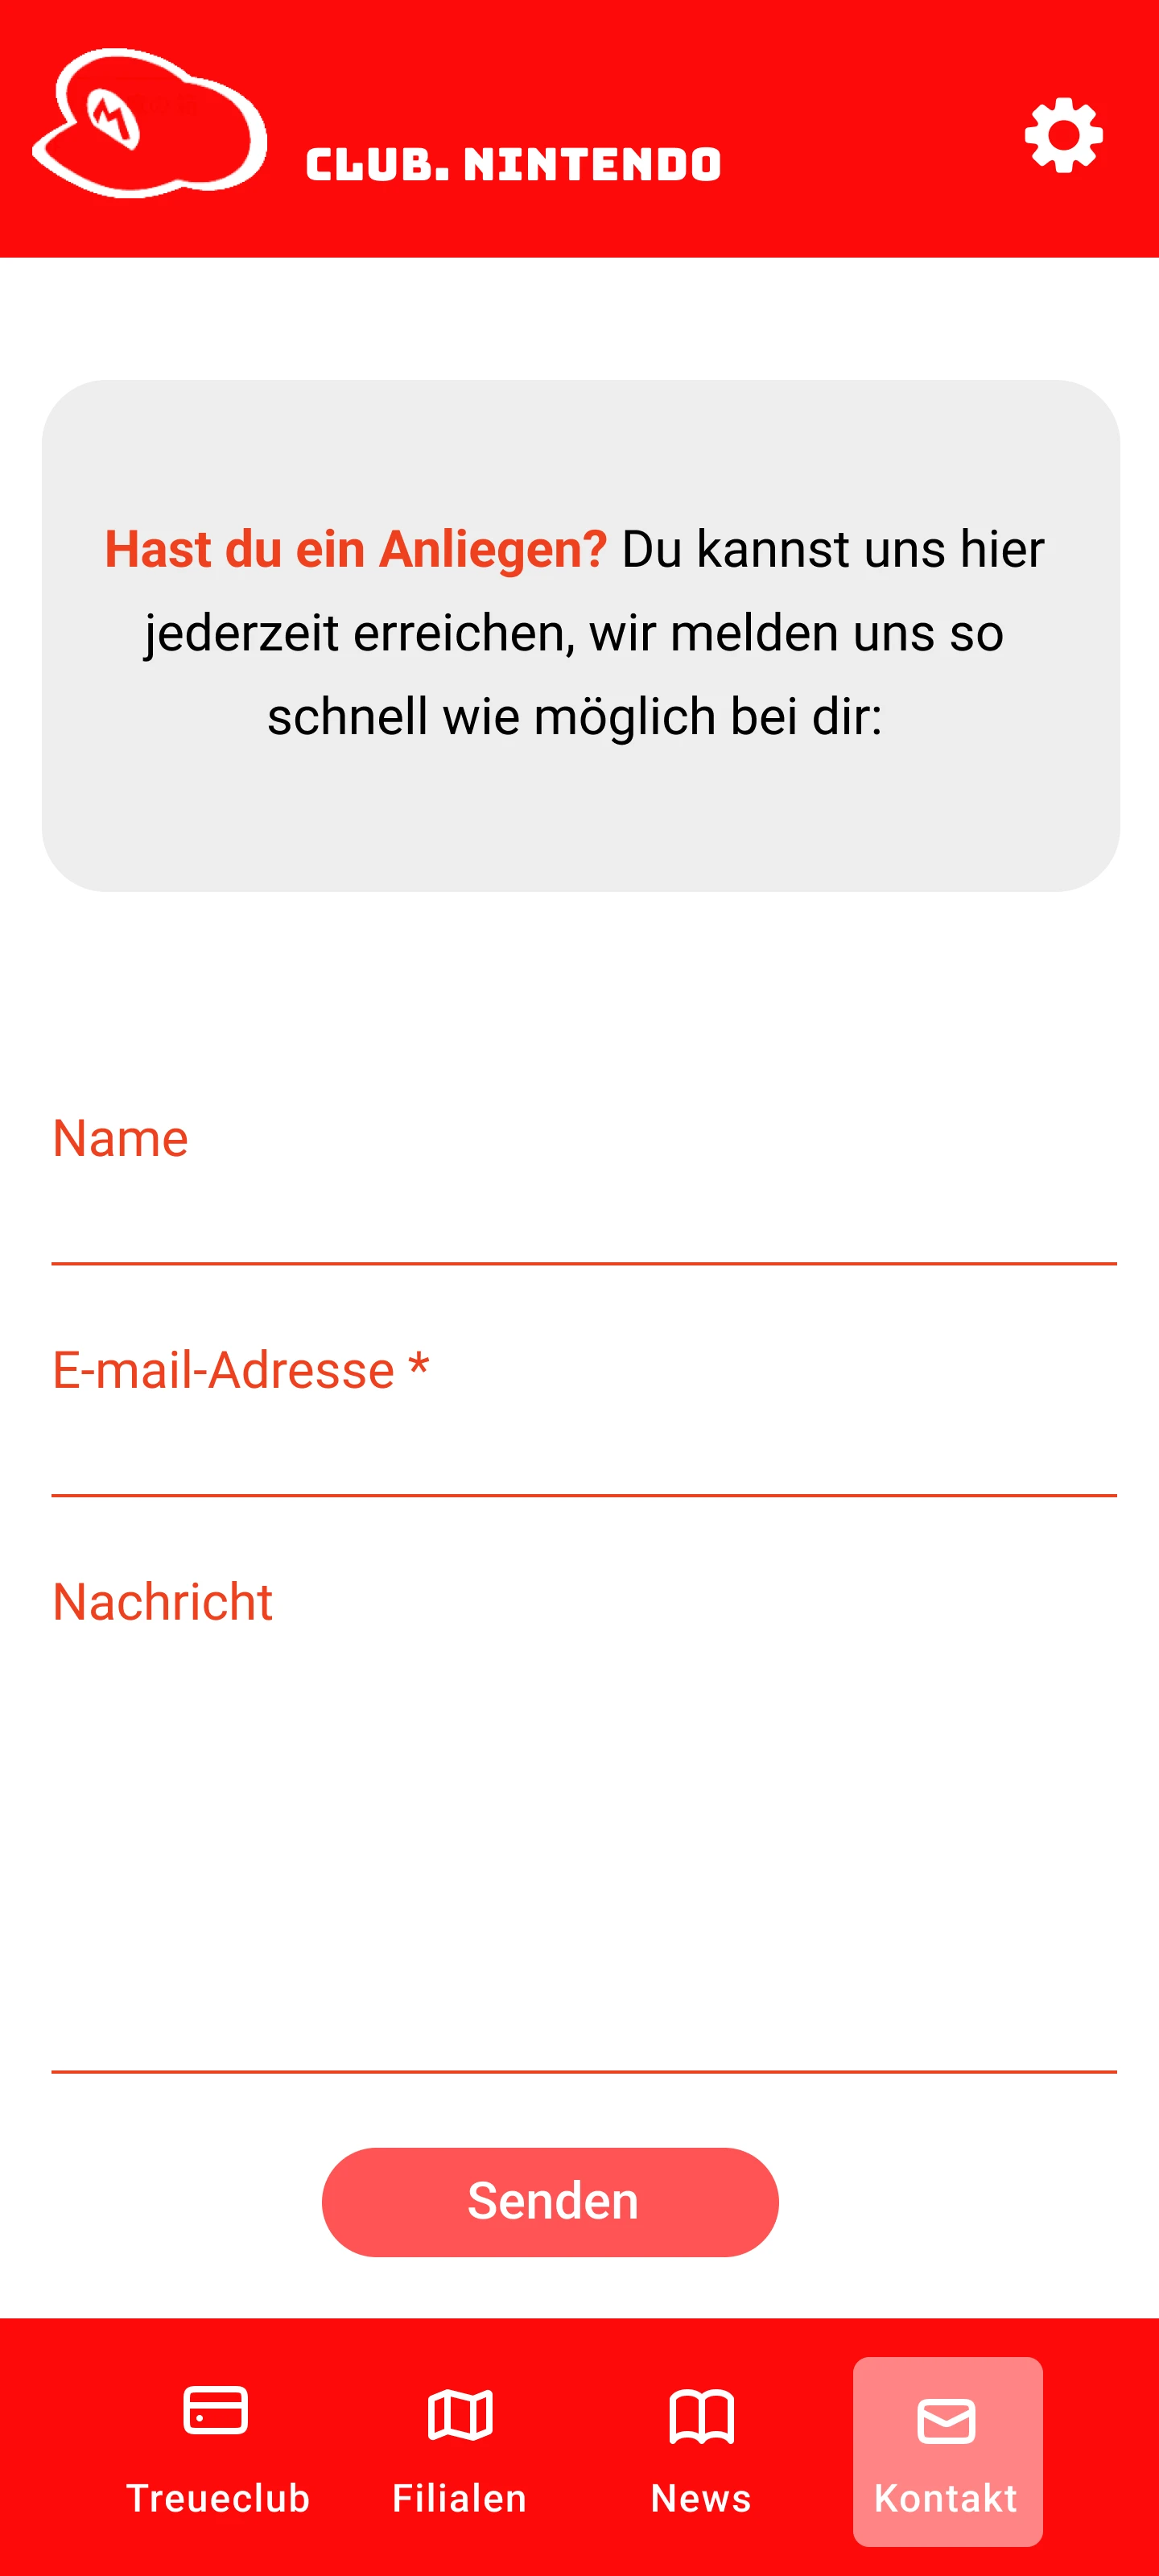 M
CLUB. NINTENDO
Hast du ein Anliegen? Du kannst uns hier
jederzeit erreichen, wir melden uns so
schnell wie möglich bei dir:
Name
E-mail-Adresse *
Nachricht
Senden
Treueclub
Filialen
News
Kontakt